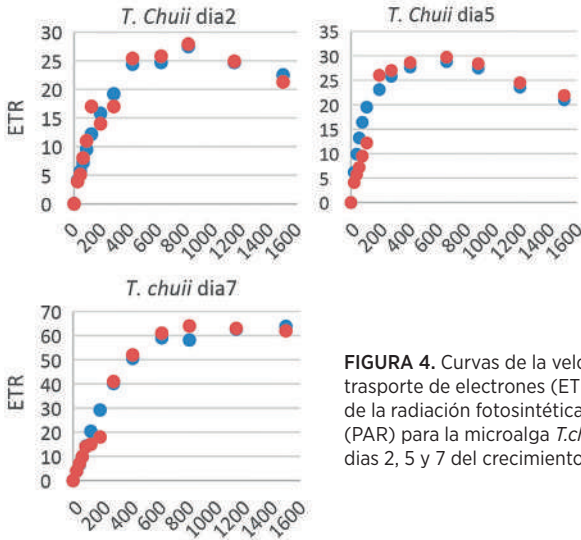 T. Chuii dia2
30
25
20
15
10
5
0
ETR
0 200 400 600 800 1000 1200 1400 1600
T. Chuii dia5
35
30
25
20
15
10
5
0
0 200 400 600 800 1000 1200 1400 1600
T. chuii dia7
70
60
50
40
30
20
10
0
ETR
0 200 400 600 800 1000 1200 1400 1600
FIGURA 4. Curvas de la velo
trasporte de electrones (ET
de la radiación fotosintética
(PAR) para la microalga T.ch
dias 2, 5 y 7 del crecimiento